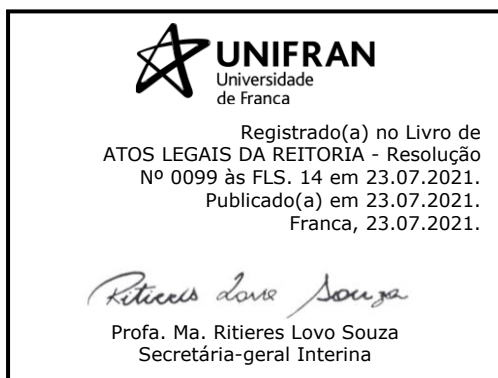 UNIFRAN
Universidade
de Franca
Registrado(a) no Livro de
ATOS LEGAIS DA REITORIA - Resolução
Nº 0099 às FLS. 14 em 23.07.2021.
Publicado(a) em 23.07.2021.
Franca, 23.07.2021.
Ritieres Lovo Souza
Profa. Ma. Ritieres Lovo Souza
Secretária-geral Interina